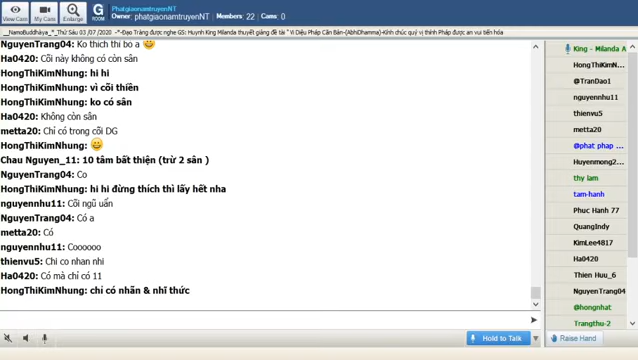 PhatgiaonamtruyenNT
Owner: phatgiaonamtruyenNT   Members: 22   Cams: 0
View Cam   My Cam   Enlarge   G ROOM
__NamoBuddhàya_*_Thứ Sáu 03 /07 /2020 -*-Đạo Tràng được nghe GS: Huynh King Milanda thuyết giảng đề tài " Vi Diệu Pháp Căn Bản-(AbhDhamma)-Kính chúc quý vị thính Pháp được an vui tiến hóa
NguyenTrang04: Ko thích thì bỏ ạ
Ha0420: Cõi này không có còn sân
HongThiKimNhung: hi hi
HongThiKimNhung: vì cõi thiền
HongThiKimNhung: ko có sân
Ha0420: Không còn sân
metta20: Chỉ có trong cõi DG
HongThiKimNhung:
Chau Nguyen_11: 10 tâm bất thiện (trừ 2 sân )
NguyenTrang04: Co
HongThiKimNhung: hi hi đừng thích thì lấy hết nha
nguyennhu11: Cõi ngũ uẩn
NguyenTrang04: Có a
metta20: Có
nguyennhu11: Coooooo
thienvu5: Chi co nhan nhi
Ha0420: Có mà chỉ có 11
HongThiKimNhung: chỉ có nhãn & nhĩ thức
King - Milanda A
HongThiKimN...
@TranDao1
nguyennhu11
thienvu5
metta20
@phat phap ...
Huyenmong2...
thy lam
tam-hanh
Phuc Hanh 77
QuangIndy
KimLee4817
Ha0420
Thien Huu_6
NguyenTrang04
@hongnhat
Trangthu-2
Hold to Talk
Raise Hand